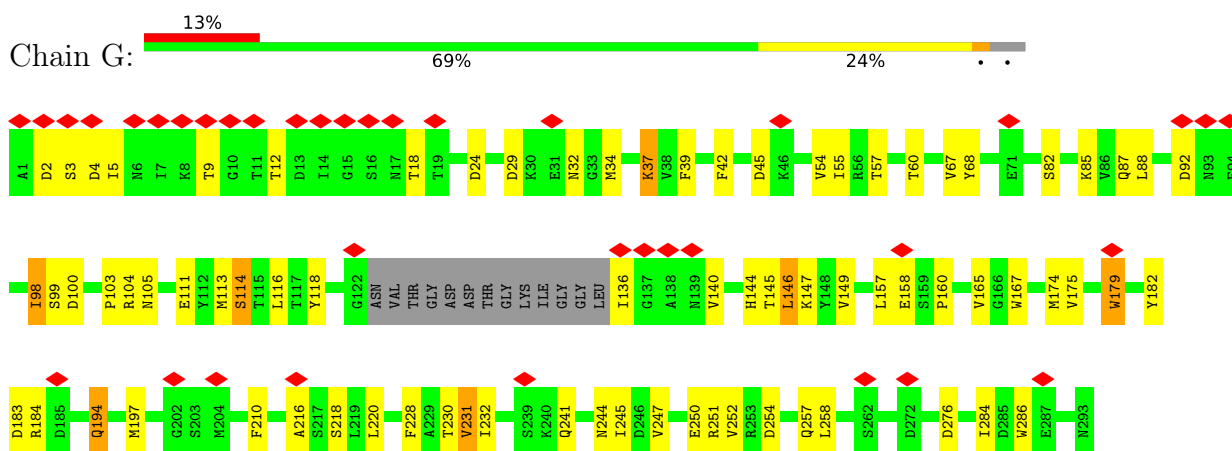 13%
Chain G:
69% 24% • •
A1 D2 S3 D4 I5 N6 I7 K8 T9 G10 T11 T12 D13 I14 G15 S16 N17 T18 T19 D24 D29 K30 E31 N32 G33 M34 K37 V38 F39 F42 D45 K46 V54 I55 R56 T57 T60 V67 Y68 E71 S82 K85 V86 Q87 L88 D92 N93
I98 S99 D100 P103 R104 N105 E111 Y112 M113 S114 T115 L116 T117 Y118 G122 ASN VAL THR GLY ASP ASP THR GLY LYS ILE GLY GLY LEU I136 G137 A138 N139 V140 H144 T145 L146 K147 Y148 V149 L157 E158 S159 P160 V165 G166 W167 M174 V175 W179 Y182
D183 R184 D185 Q194 M197 G202 S203 M204 F210 A216 S217 S218 L219 L220 F228 A229 T230 V231 I232 S239 K240 Q241 N244 I245 D246 V247 E250 R251 V252 R253 D254 Q257 L258 S262 D272 D276 I284 D285 W286 E287 N293